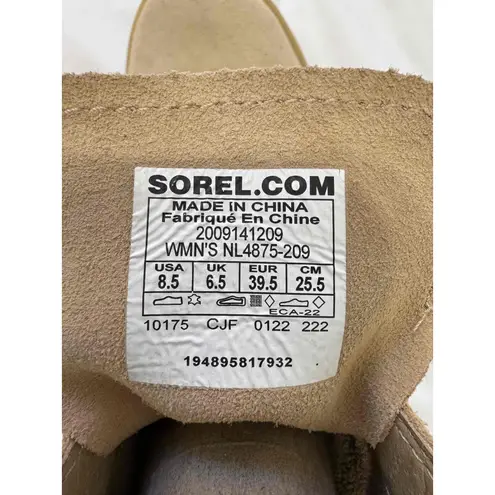 SOREL.COM
MADE IN CHINA
Fabriqué En Chine
2009141209
WMN'S NL4875-209
USA UK EUR CM
8.5 6.5 39.5 25.5
ECA-22
10175 CJF 0122 222
194895817932